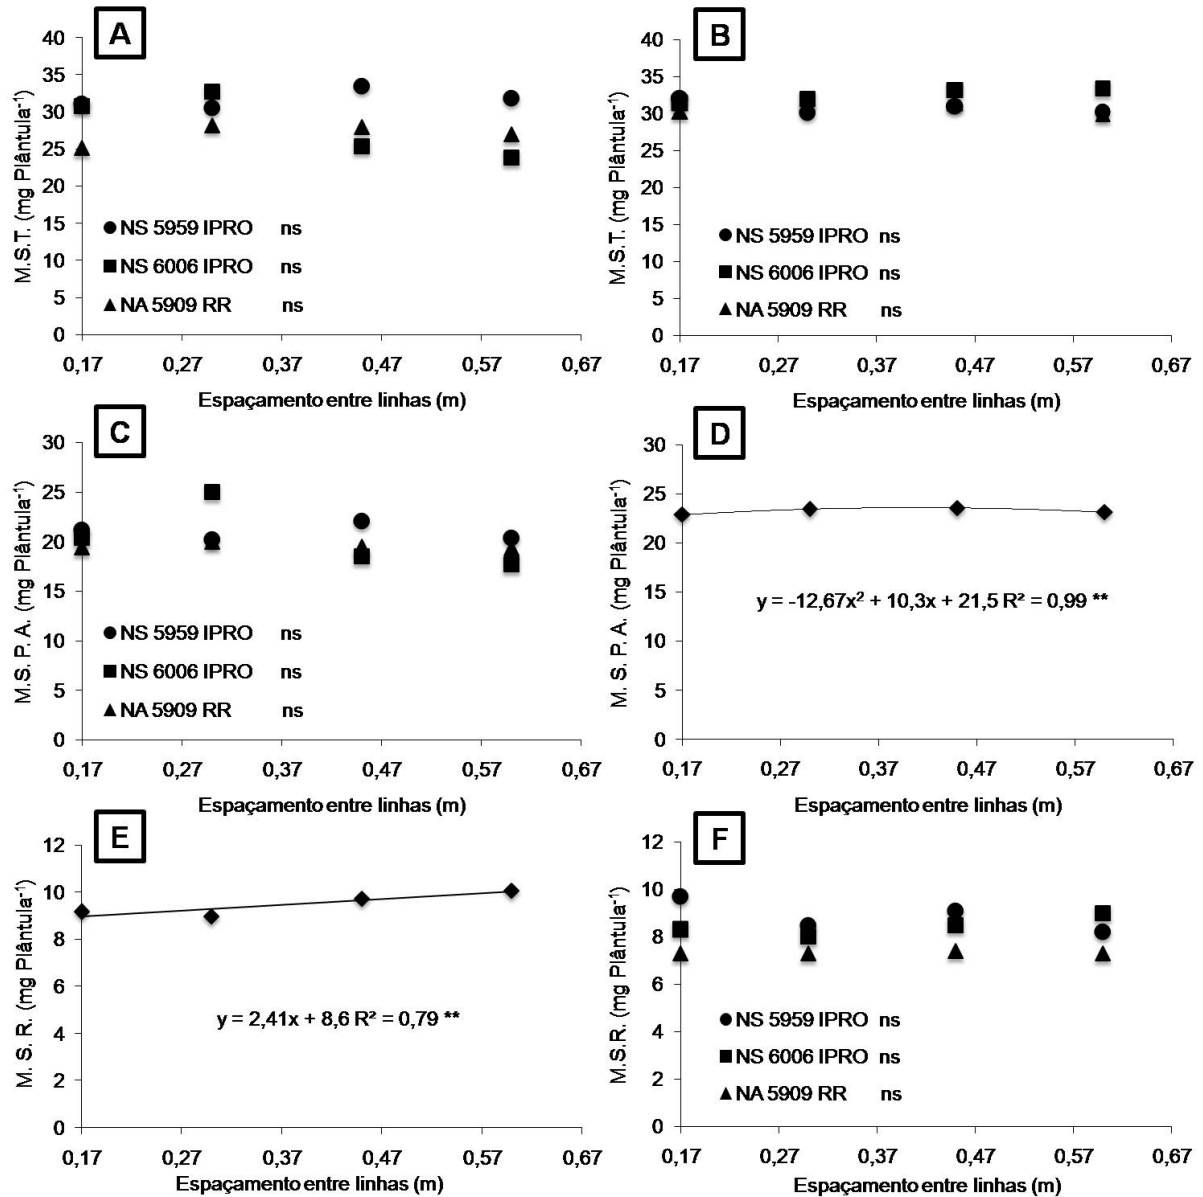 A
M.S.T. (mg Plântula-1)
40
35
30
25
20
15
10
5
0
NS 5959 IPRO ns
NS 6006 IPRO ns
NA 5909 RR ns
0,17 0,27 0,37 0,47 0,57 0,67
Espaçamento entre linhas (m)
B
M.S.T. (mg Plântula-1)
40
35
30
25
20
15
10
5
0
NS 5959 IPRO ns
NS 6006 IPRO ns
NA 5909 RR ns
0,17 0,27 0,37 0,47 0,57 0,67
Espaçamento entre linhas (m)
C
M.S. P. A. (mg Plântula-1)
30
25
20
15
10
5
0
NS 5959 IPRO ns
NS 6006 IPRO ns
NA 5909 RR ns
0,17 0,27 0,37 0,47 0,57 0,67
Espaçamento entre linhas (m)
D
M. S. P. A. (mg Plântula-1)
30
25
20
15
10
5
0
y = -12,67x² + 10,3x + 21,5 R² = 0,99 **
0,17 0,27 0,37 0,47 0,57 0,67
Espaçamento entre linhas (m)
E
M. S. R. (mg Plântula-1)
12
10
8
6
4
2
0
y = 2,41x + 8,6 R² = 0,79 **
0,17 0,27 0,37 0,47 0,57 0,67
Espaçamento entre linhas (m)
F
M.S.R. (mg Plântula-1)
12
10
8
6
4
2
0
NS 5959 IPRO ns
NS 6006 IPRO ns
NA 5909 RR ns
0,17 0,27 0,37 0,47 0,57 0,67
Espaçamento entre linhas (m)